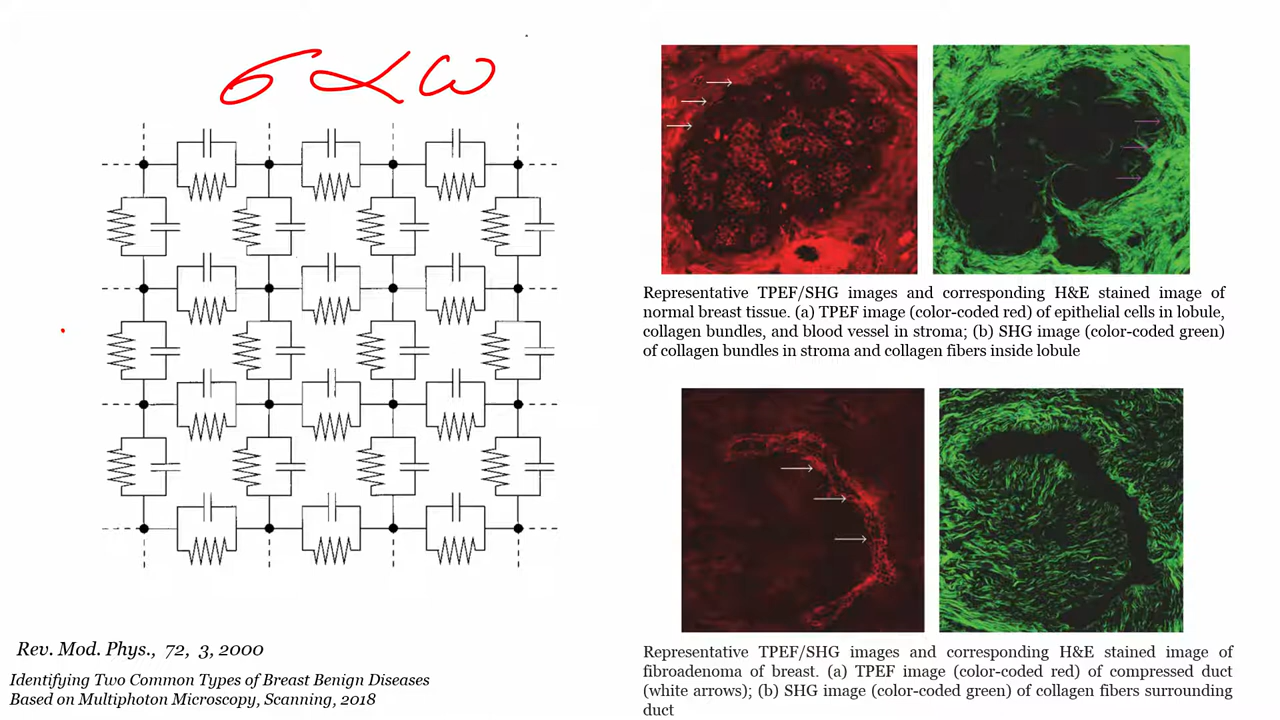 σ α ω
Representative TPEF/SHG images and corresponding H&E stained image of
normal breast tissue. (a) TPEF image (color-coded red) of epithelial cells in lobule,
collagen bundles, and blood vessel in stroma; (b) SHG image (color-coded green)
of collagen bundles in stroma and collagen fibers inside lobule
Representative TPEF/SHG images and corresponding H&E stained image of
fibroadenoma of breast. (a) TPEF image (color-coded red) of compressed duct
(white arrows); (b) SHG image (color-coded green) of collagen fibers surrounding
duct
Rev. Mod. Phys., 72, 3, 2000
Identifying Two Common Types of Breast Benign Diseases
Based on Multiphoton Microscopy, Scanning, 2018